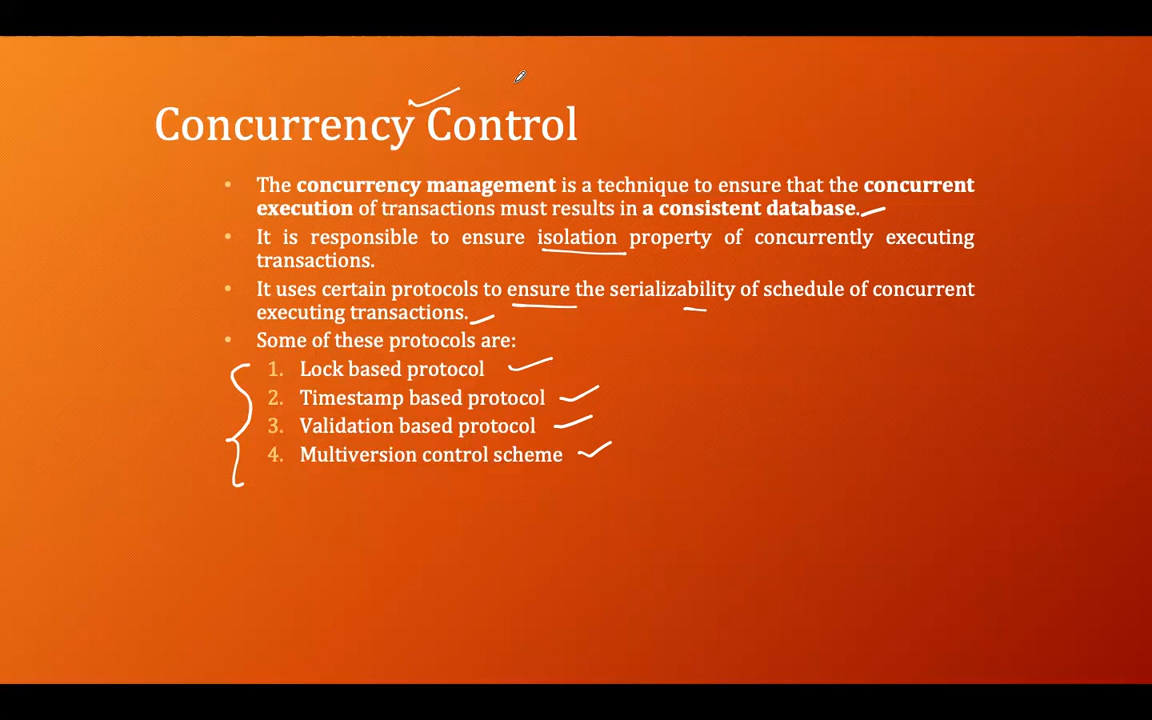 Concurrency Control
• The concurrency management is a technique to ensure that the concurrent
execution of transactions must results in a consistent database.
• It is responsible to ensure isolation property of concurrently executing
transactions.
• It uses certain protocols to ensure the serializability of schedule of concurrent
executing transactions.
• Some of these protocols are:
1. Lock based protocol
2. Timestamp based protocol
3. Validation based protocol
4. Multiversion control scheme